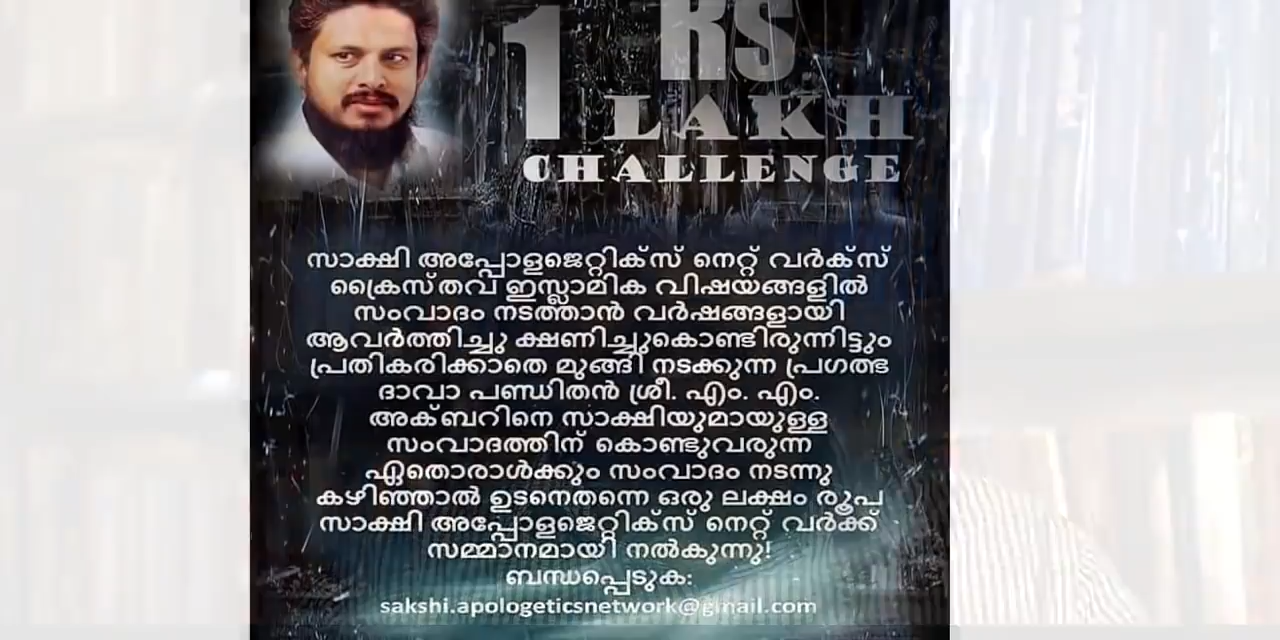 1 RS
LAKH
CHALLENGE
സാക്ഷി അപ്പോളജെറ്റിക്സ് നെറ്റ് വർക്സ്
ക്രൈസ്തവ ഇസ്ലാമിക വിഷയങ്ങളിൽ
സംവാദം നടത്താൻ വർഷങ്ങളായി
ആവർത്തിച്ചു ക്ഷണിച്ചുകൊണ്ടിരുന്നിട്ടും
പ്രതികരിക്കാതെ മുങ്ങി നടക്കുന്ന പ്രഗത്ഭ
ദാവാ പണ്ഡിതൻ ശ്രീ. എം. എം.
അക്ബറിനെ സാക്ഷിയുമായുള്ള
സംവാദത്തിന് കൊണ്ടുവരുന്ന
ഏതൊരാൾക്കും സംവാദം നടന്നു
കഴിഞ്ഞാൽ ഉടനെതന്നെ ഒരു ലക്ഷം രൂപ
സാക്ഷി അപ്പോളജെറ്റിക്സ് നെറ്റ് വർക്ക്
സമ്മാനമായി നൽകുന്നു!
ബന്ധപ്പെടുക:
sakshi.apologeticsnetwork@gmail.com